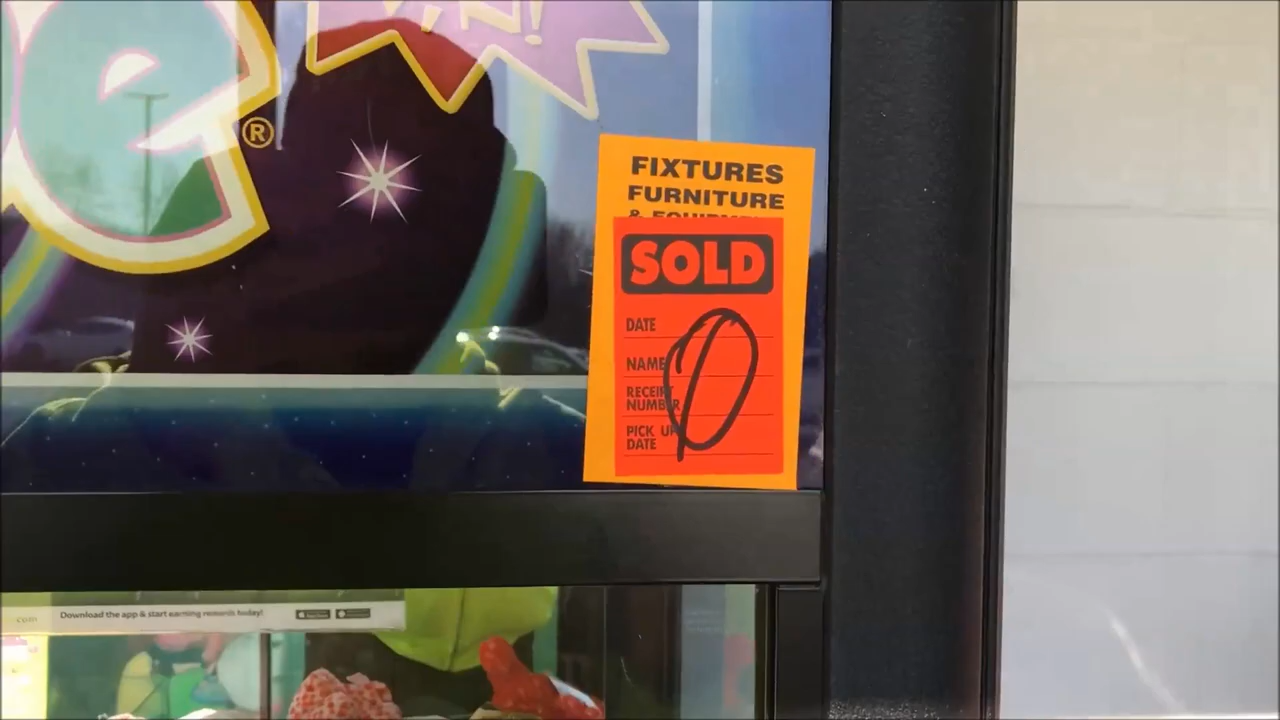 e®
FIXTURES
FURNITURE
SOLD
DATE
NAME
RECEIPT
NUMBER
PICK UP
DATE
Download the app & start earning rewards today!